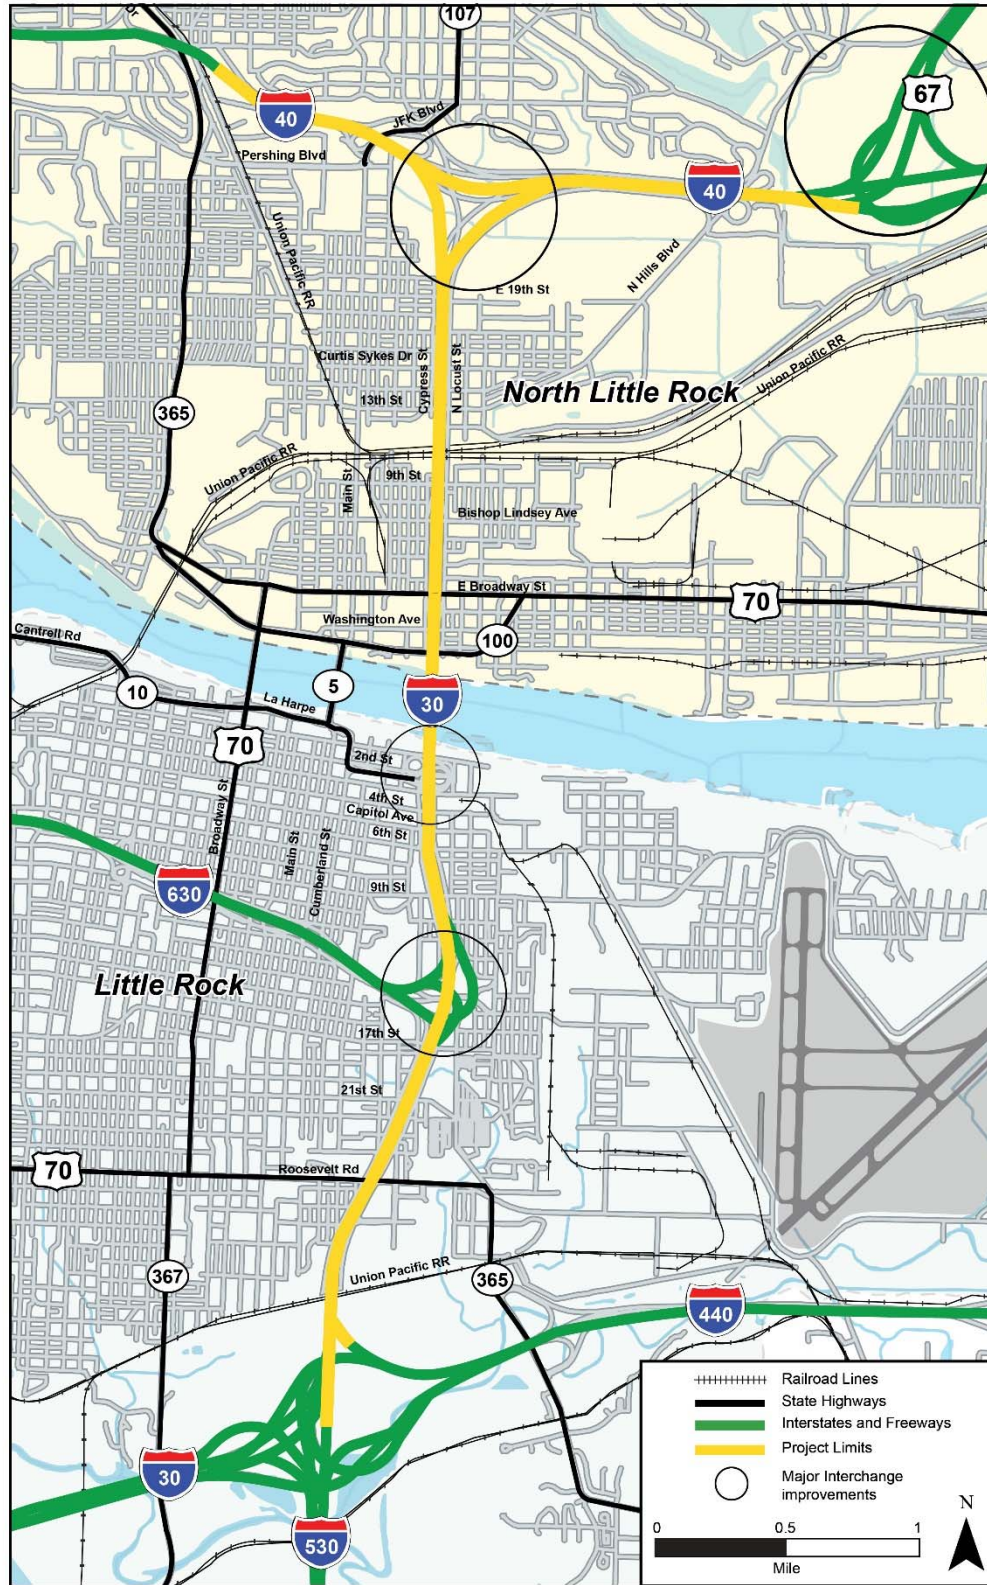 Dr
107
67
40
JFK Blvd
Pershing Blvd
40
Union Pacific RR
N Hills Blvd
E 19th St
Curtis Sykes Dr
Cypress St
N Locust St
Union Pacific RR
13th St
North Little Rock
365
Union Pacific RR
Main St
9th St
Bishop Lindsey Ave
E Broadway St
70
Washington Ave
100
Cantrell Rd
10
5
30
La Harpe
70
2nd St
4th St
Capitol Ave
6th St
Broadway St
Main St
Cumberland St
630
9th St
Little Rock
17th St
21st St
70
Roosevelt Rd
367
Union Pacific RR
365
440
30
530
Railroad Lines
State Highways
Interstates and Freeways
Project Limits
Major Interchange
improvements
N
0 0.5 1
Mile